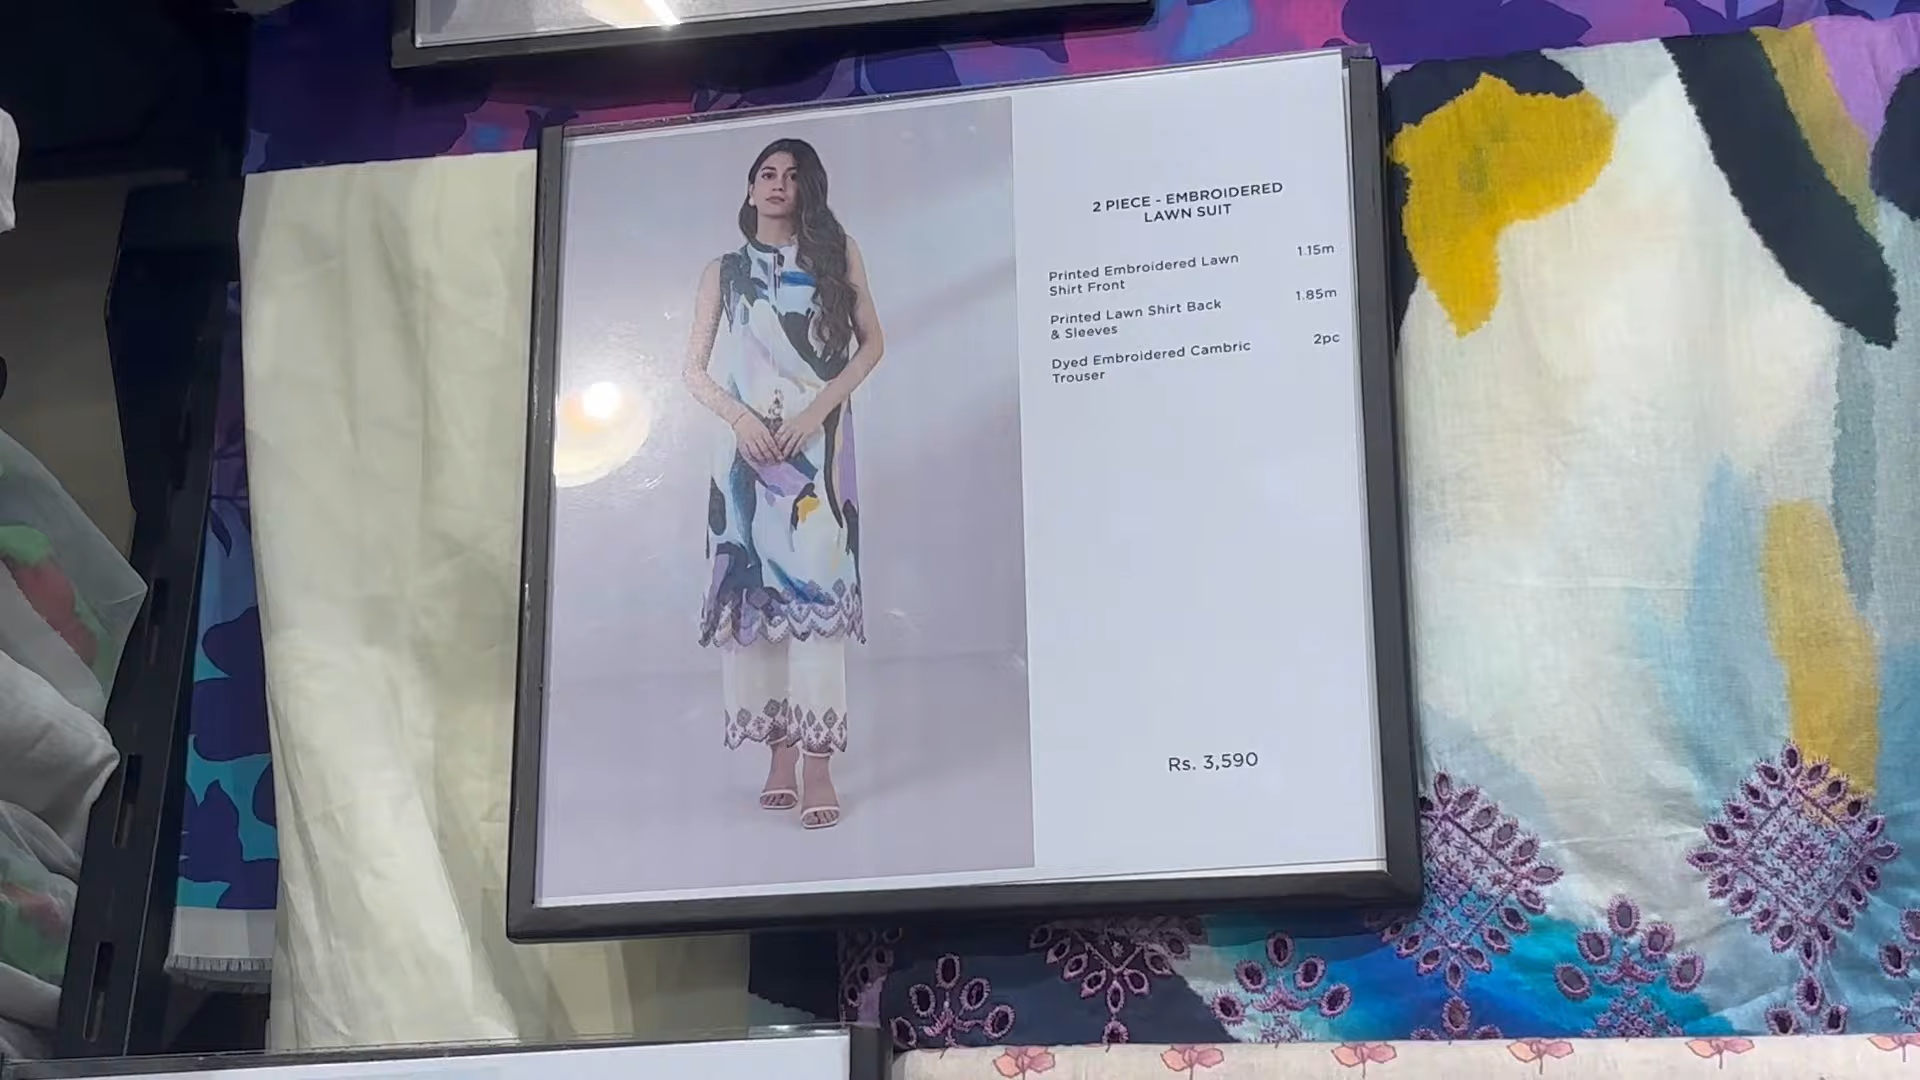 2 PIECE - EMBROIDERED
LAWN SUIT
Printed Embroidered Lawn 1.15m
Shirt Front
Printed Lawn Shirt Back 1.85m
& Sleeves
Dyed Embroidered Cambric 2pc
Trouser
Rs. 3,590